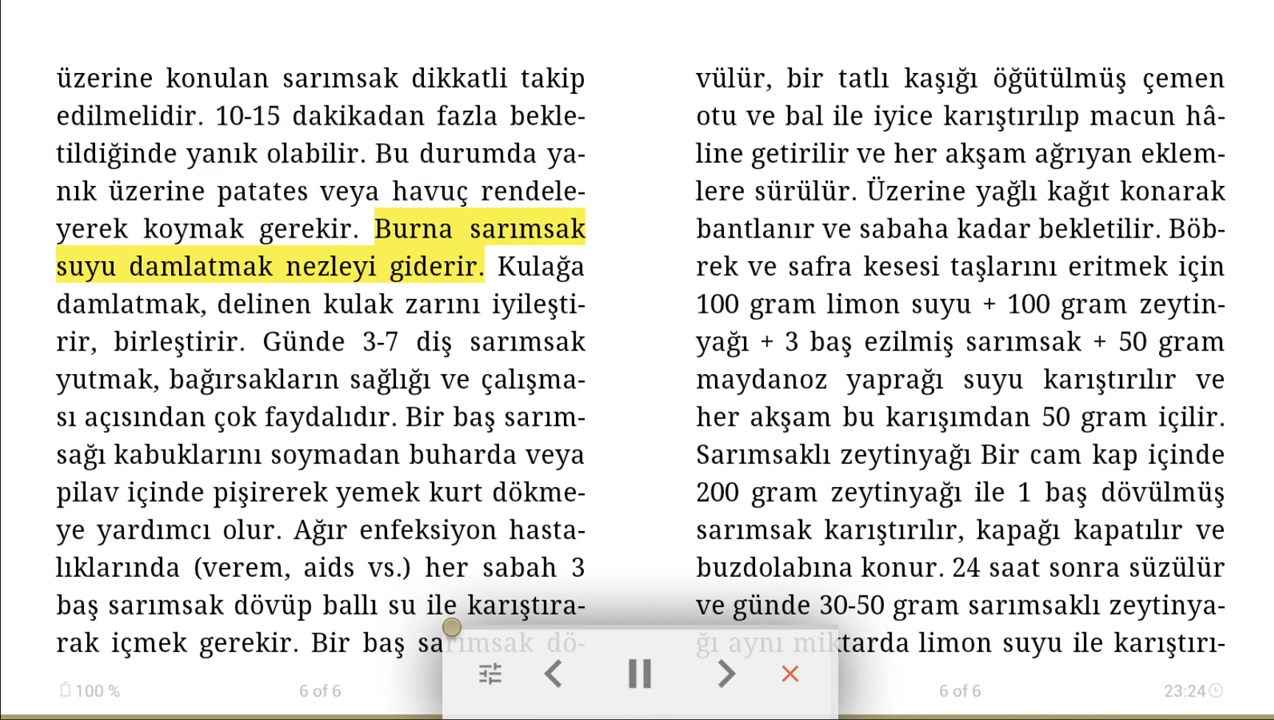 üzerine konulan sarımsak dikkatli takip
edilmelidir. 10-15 dakikadan fazla bekle-
tildiğinde yanık olabilir. Bu durumda ya-
nık üzerine patates veya havuç rendele-
yerek koymak gerekir. Burna sarımsak
suyu damlatmak nezleyi giderir. Kulağa
damlatmak, delinen kulak zarını iyileşti-
rir, birleştirir. Günde 3-7 diş sarımsak
yutmak, bağırsakların sağlığı ve çalışma-
sı açısından çok faydalıdır. Bir baş sarım-
sağı kabuklarını soymadan buharda veya
pilav içinde pişirerek yemek kurt dökme-
ye yardımcı olur. Ağır enfeksiyon hasta-
lıklarında (verem, aids vs.) her sabah 3
baş sarımsak dövüp ballı su ile karıştıra-
rak içmek gerekir. Bir baş sarımsak dö-
vülür, bir tatlı kaşığı öğütülmüş çemen
otu ve bal ile iyice karıştırılıp macun hâ-
line getirilir ve her akşam ağrıyan eklem-
lere sürülür. Üzerine yağlı kağıt konarak
bantlanır ve sabaha kadar bekletilir. Böb-
rek ve safra kesesi taşlarını eritmek için
100 gram limon suyu + 100 gram zeytin-
yağı + 3 baş ezilmiş sarımsak + 50 gram
maydanoz yaprağı suyu karıştırılır ve
her akşam bu karışımdan 50 gram içilir.
Sarımsaklı zeytinyağı Bir cam kap içinde
200 gram zeytinyağı ile 1 baş dövülmüş
sarımsak karıştırılır, kapağı kapatılır ve
buzdolabına konur. 24 saat sonra süzülür
ve günde 30-50 gram sarımsaklı zeytinya-
ğı aynı miktarda limon suyu ile karıştırı-
100 %
6 of 6
6 of 6
23:24